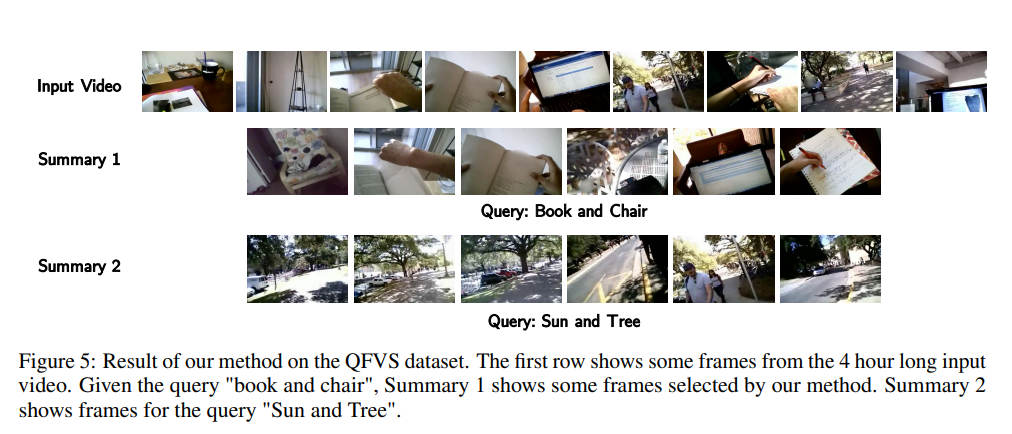 Input Video
Summary 1
Query: Book and Chair
Summary 2
Query: Sun and Tree
Figure 5: Result of our method on the QFVS dataset. The first row shows some frames from the 4 hour long input
video. Given the query "book and chair", Summary 1 shows some frames selected by our method. Summary 2
shows frames for the query "Sun and Tree".